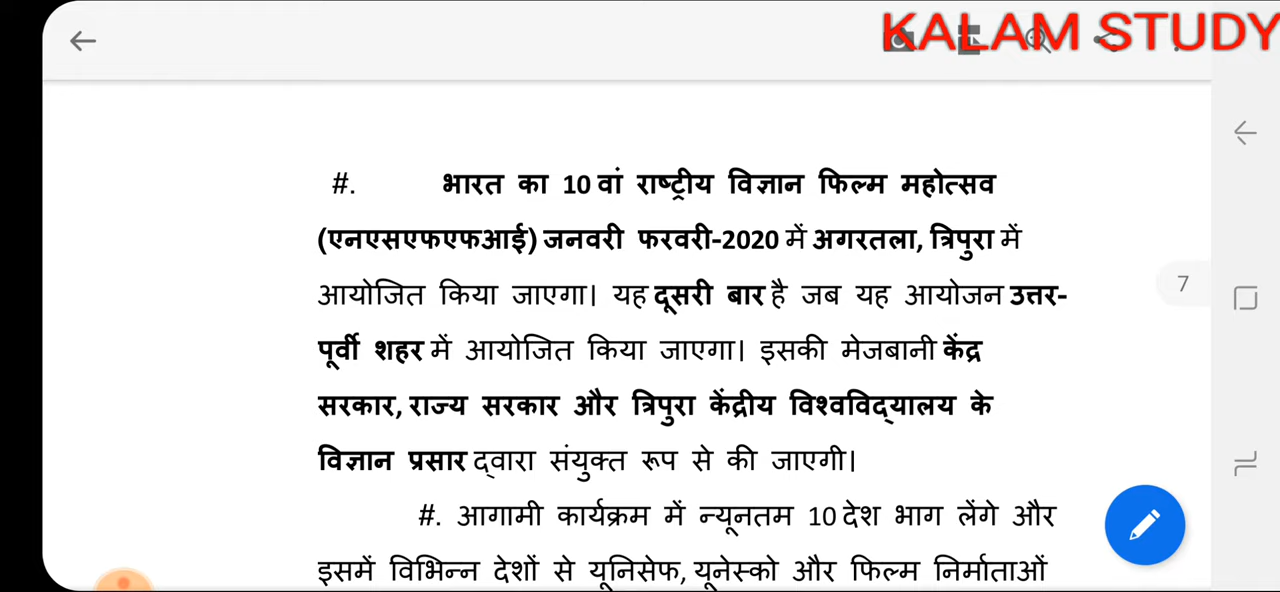 KALAM STUDY
#. भारत का 10 वां राष्ट्रीय विज्ञान फिल्म महोत्सव
(एनएसएफएफआई) जनवरी फरवरी-2020 में अगरतला, त्रिपुरा में
आयोजित किया जाएगा। यह दूसरी बार है जब यह आयोजन उत्तर-
7
पूर्वी शहर में आयोजित किया जाएगा। इसकी मेजबानी केंद्र
सरकार, राज्य सरकार और त्रिपुरा केंद्रीय विश्वविद्यालय के
विज्ञान प्रसार द्वारा संयुक्त रूप से की जाएगी।
#. आगामी कार्यक्रम में न्यूनतम 10 देश भाग लेंगे और
इसमें विभिन्न देशों से यूनिसेफ, यूनेस्को और फिल्म निर्माताओं